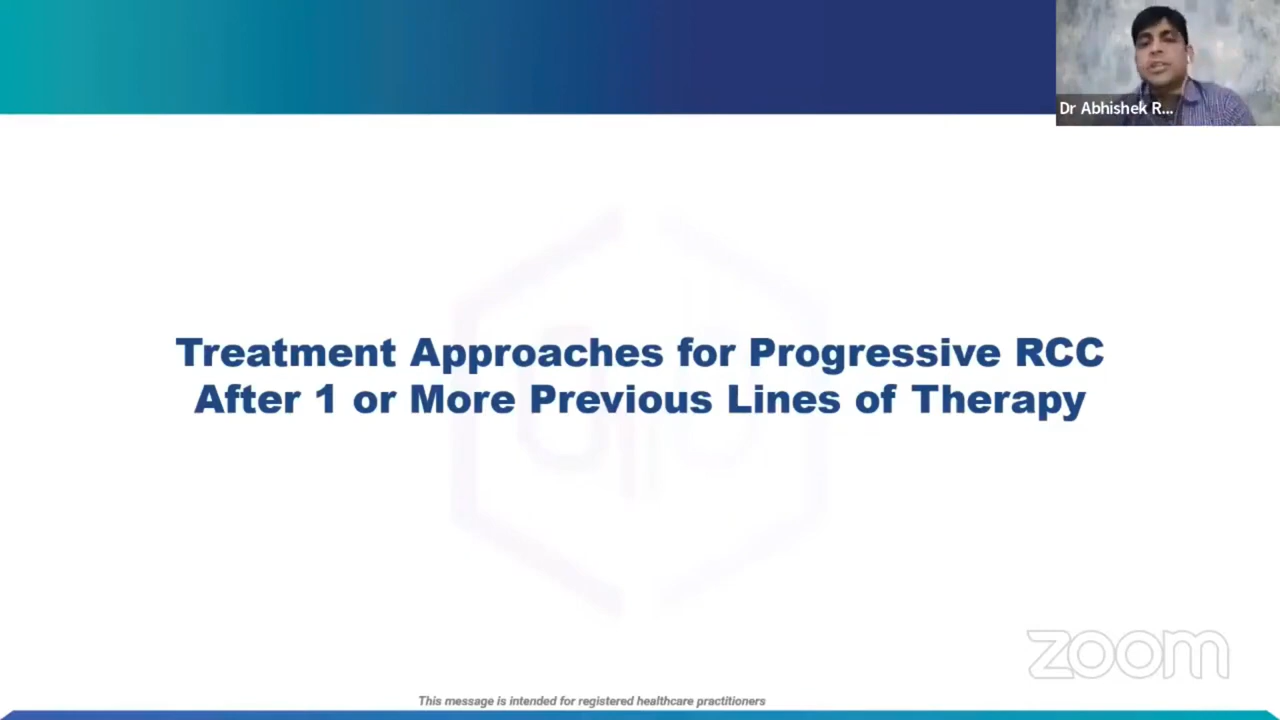 Dr Abhishek R...
Treatment Approaches for Progressive RCC
After 1 or More Previous Lines of Therapy
zoom
This message is intended for registered healthcare practitioners